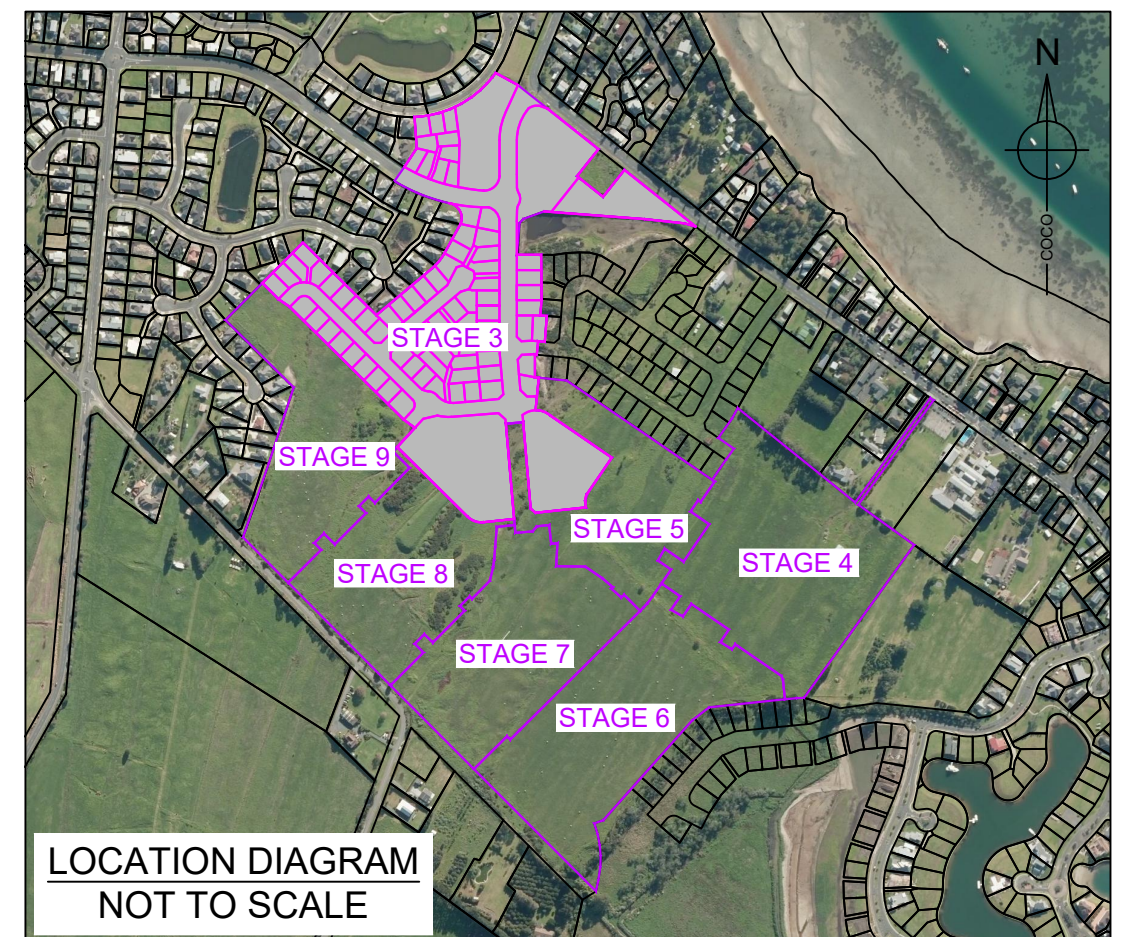 N
COCO
STAGE 3
STAGE 9
STAGE 5
STAGE 4
STAGE 8
STAGE 7
STAGE 6
LOCATION DIAGRAM
NOT TO SCALE